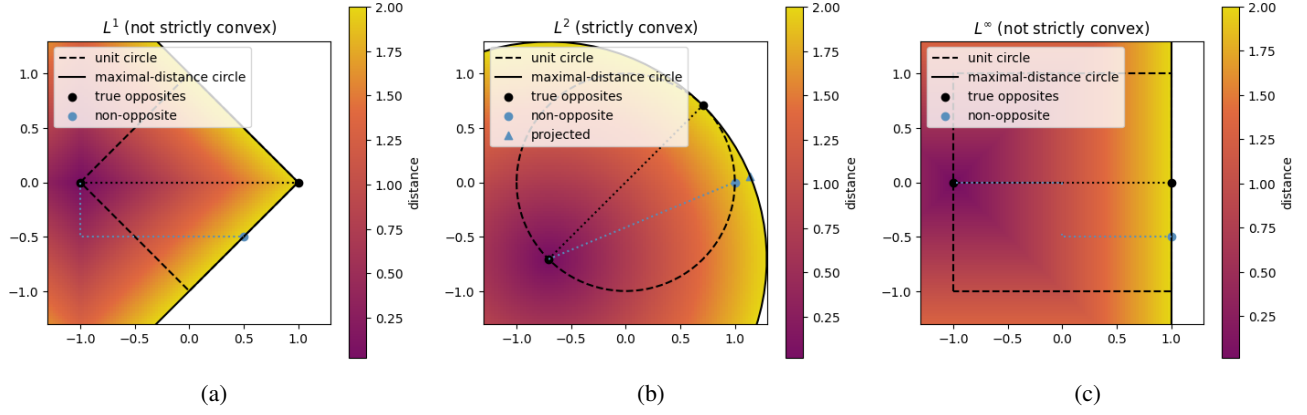 L¹ (not strictly convex)
unit circle
maximal-distance circle
true opposites
non-opposite
1.0
0.5
0.0
−0.5
−1.0
−1.0 −0.5 0.0 0.5 1.0
2.00
1.75
1.50
1.25
1.00
0.75
0.50
0.25
distance
(a)
L² (strictly convex)
unit circle
maximal-distance circle
true opposites
non-opposite
projected
1.0
0.5
0.0
−0.5
−1.0
−1.0 −0.5 0.0 0.5 1.0
2.00
1.75
1.50
1.25
1.00
0.75
0.50
0.25
distance
(b)
L∞ (not strictly convex)
unit circle
maximal-distance circle
true opposites
non-opposite
1.0
0.5
0.0
−0.5
−1.0
−1.0 −0.5 0.0 0.5 1.0
2.00
1.75
1.50
1.25
1.00
0.75
0.50
0.25
distance
(c)